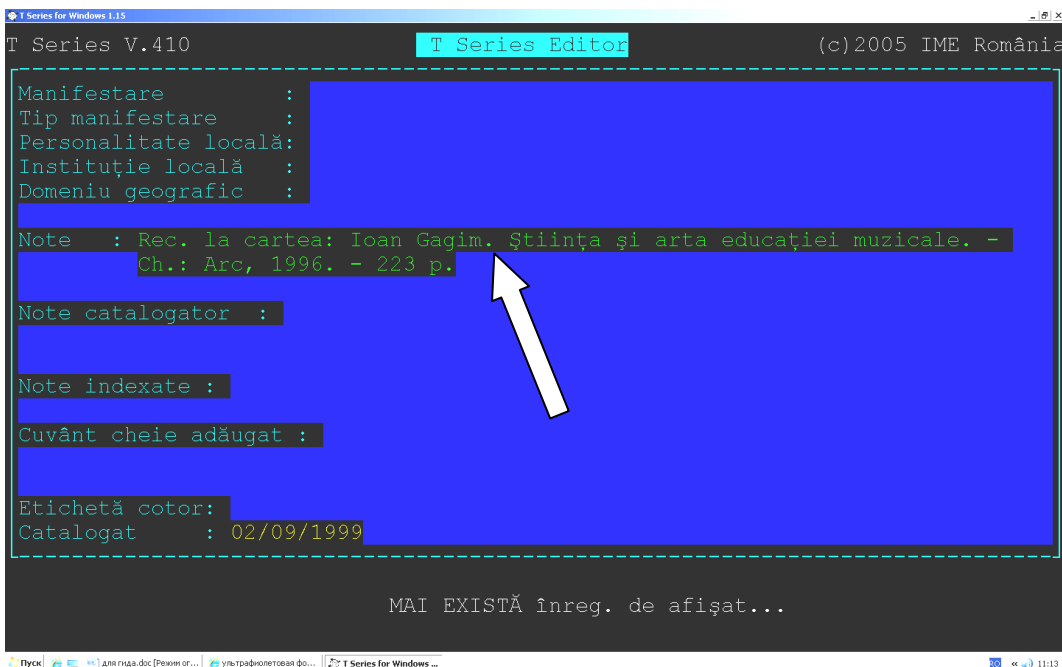 T Series for Windows 1.15
T Series V.410 T Series Editor (c)2005 IME România
Manifestare :
Tip manifestare :
Personalitate locală:
Instituție locală :
Domeniu geografic :
Note : Rec. la cartea: Ioan Gagim. Știința și arta educației muzicale. -
Ch.: Arc, 1996. - 223 p.
Note catalogator :
Note indexate :
Cuvânt cheie adăugat :
Etichetă cotor:
Catalogat : 02/09/1999
MAI EXISTĂ înreg. de afișat...
Пуск для гида.doc [Режим ог... ультрафиолетовая фо... T Series for Windows ... RO « 11:13